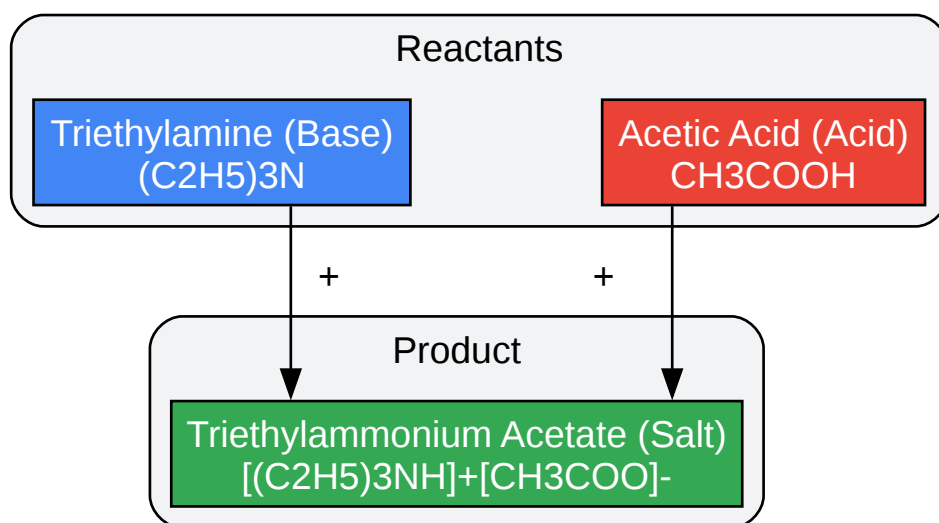 Reactants
Triethylamine (Base)
(C2H5)3N
Acetic Acid (Acid)
CH3COOH
+
+
Product
Triethylammonium Acetate (Salt)
[(C2H5)3NH]+[CH3COO]-